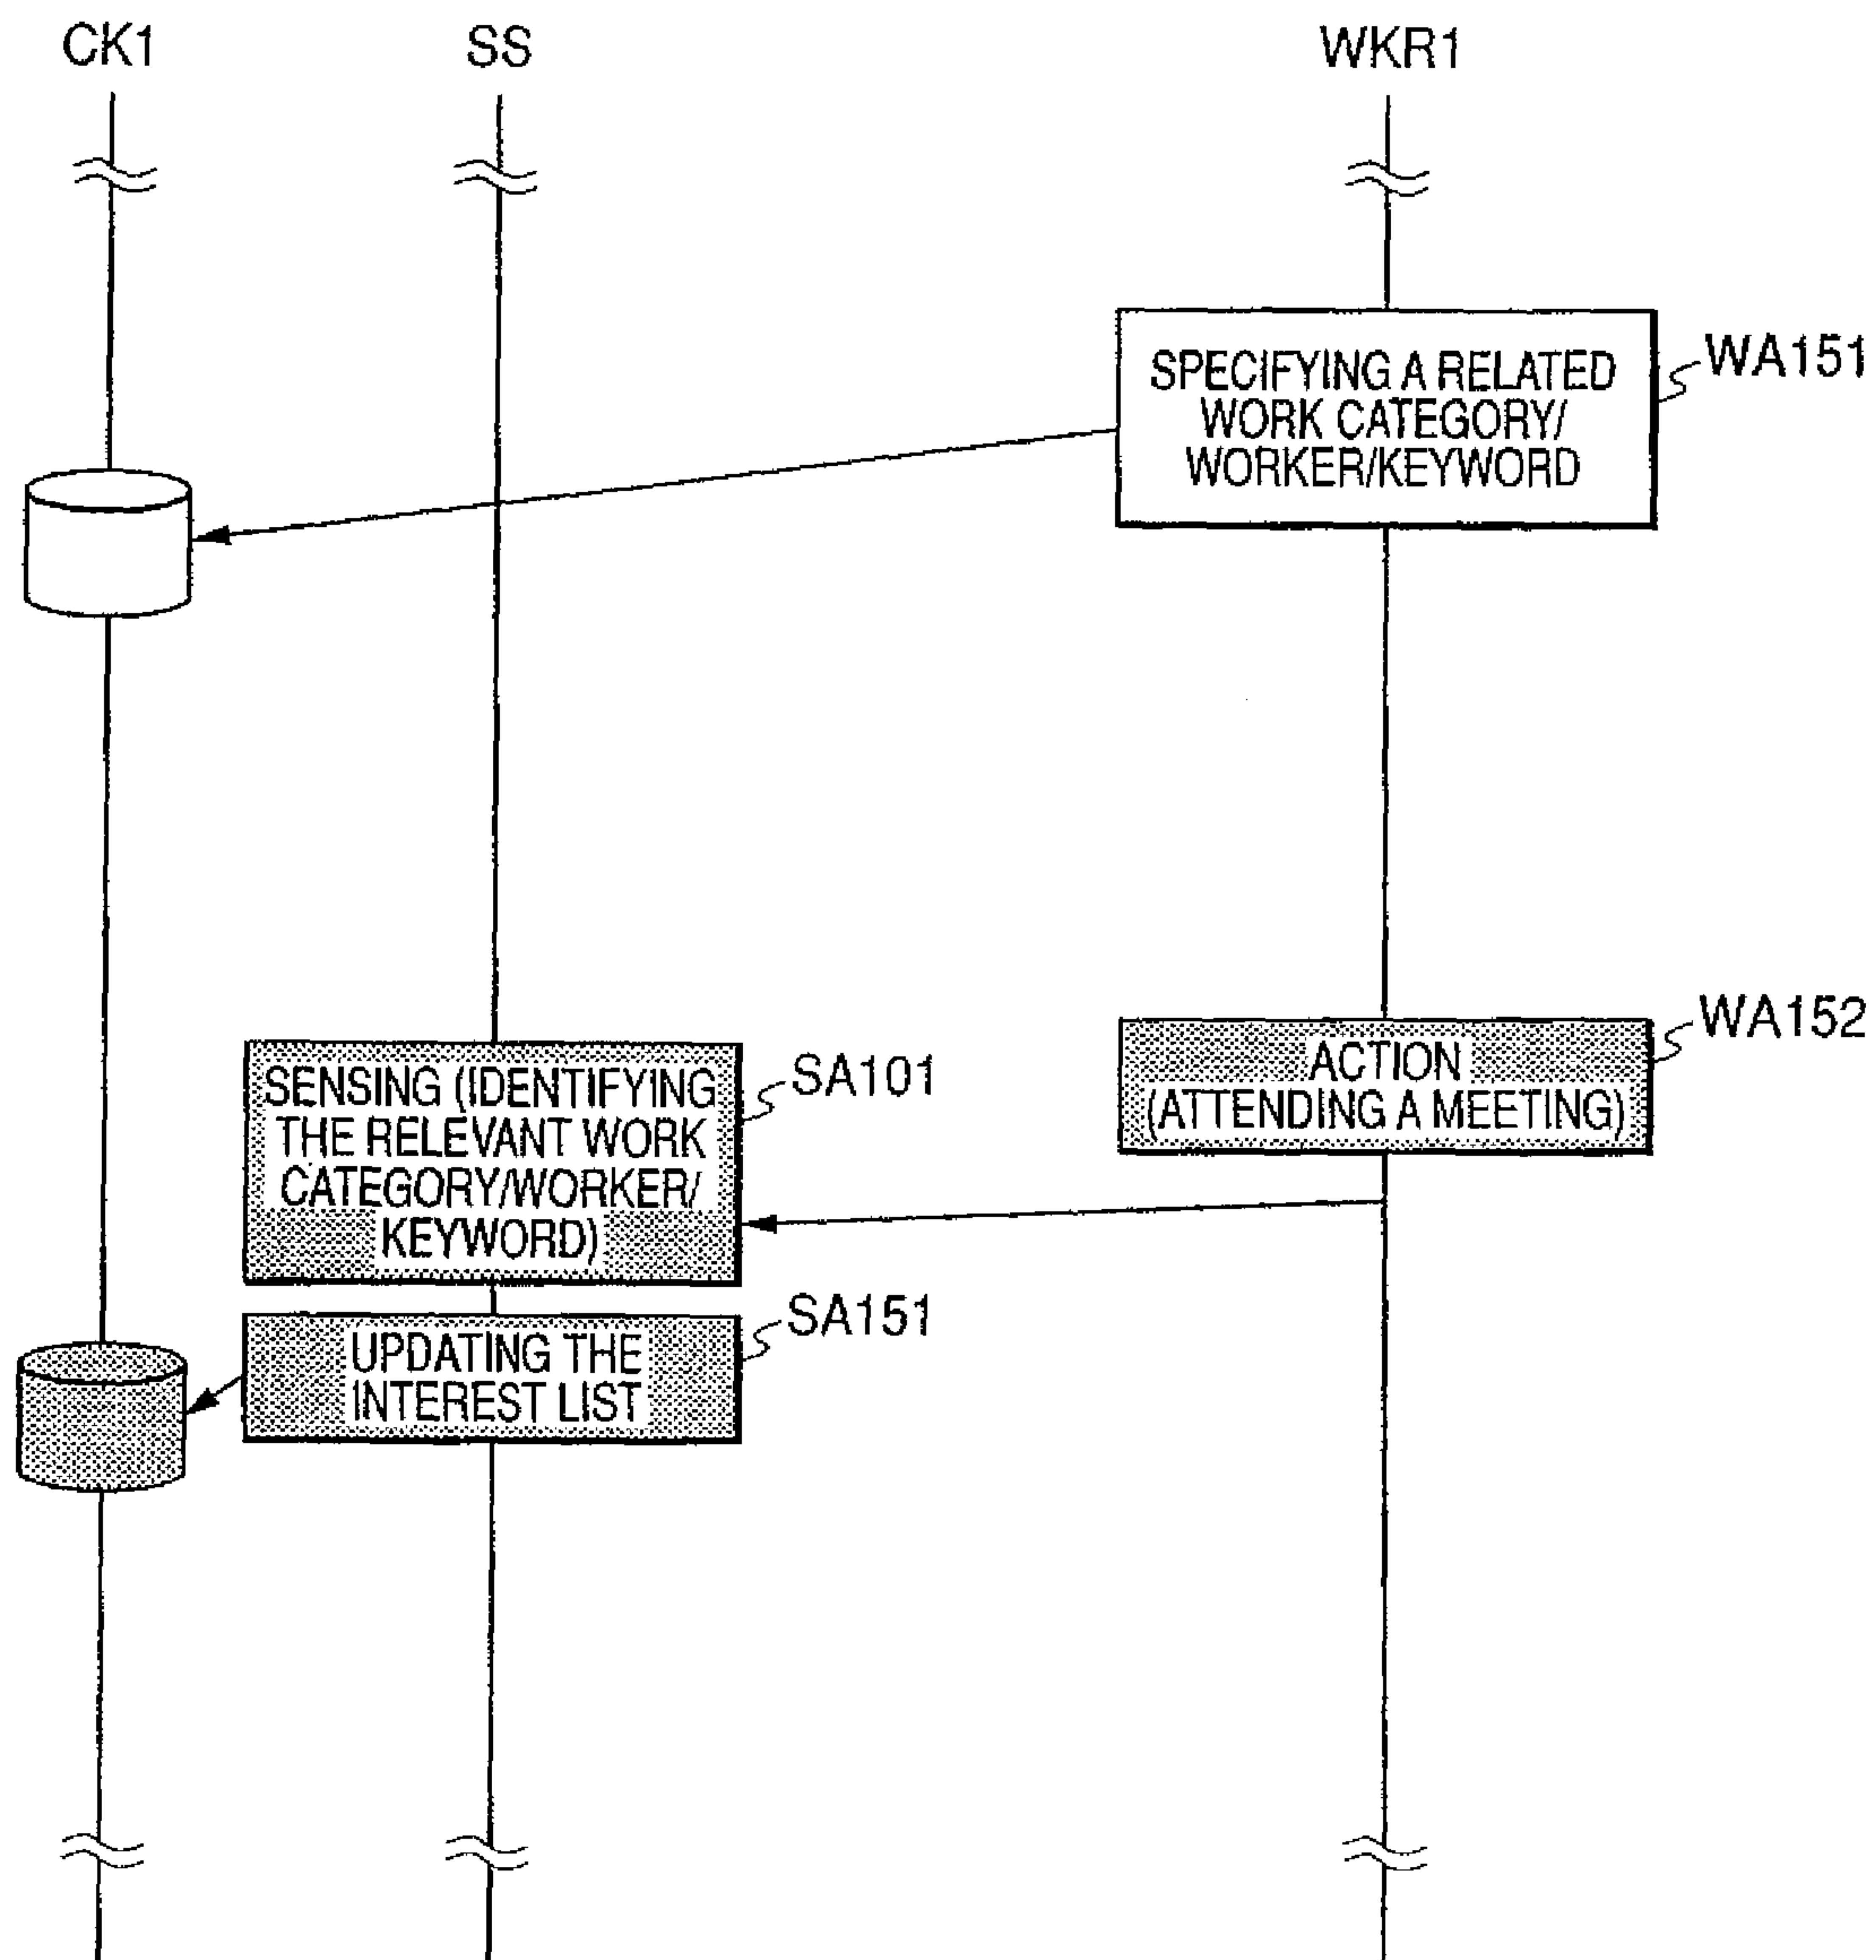 CK1
SS
WKR1
SPECIFYING A RELATED
WORK CATEGORY/
WORKER/KEYWORD
WA151
ACTION
(ATTENDING A MEETING)
WA152
SENSING (IDENTIFYING
THE RELEVANT WORK
CATEGORY/WORKER/
KEYWORD)
SA101
UPDATING THE
INTEREST LIST
SA151